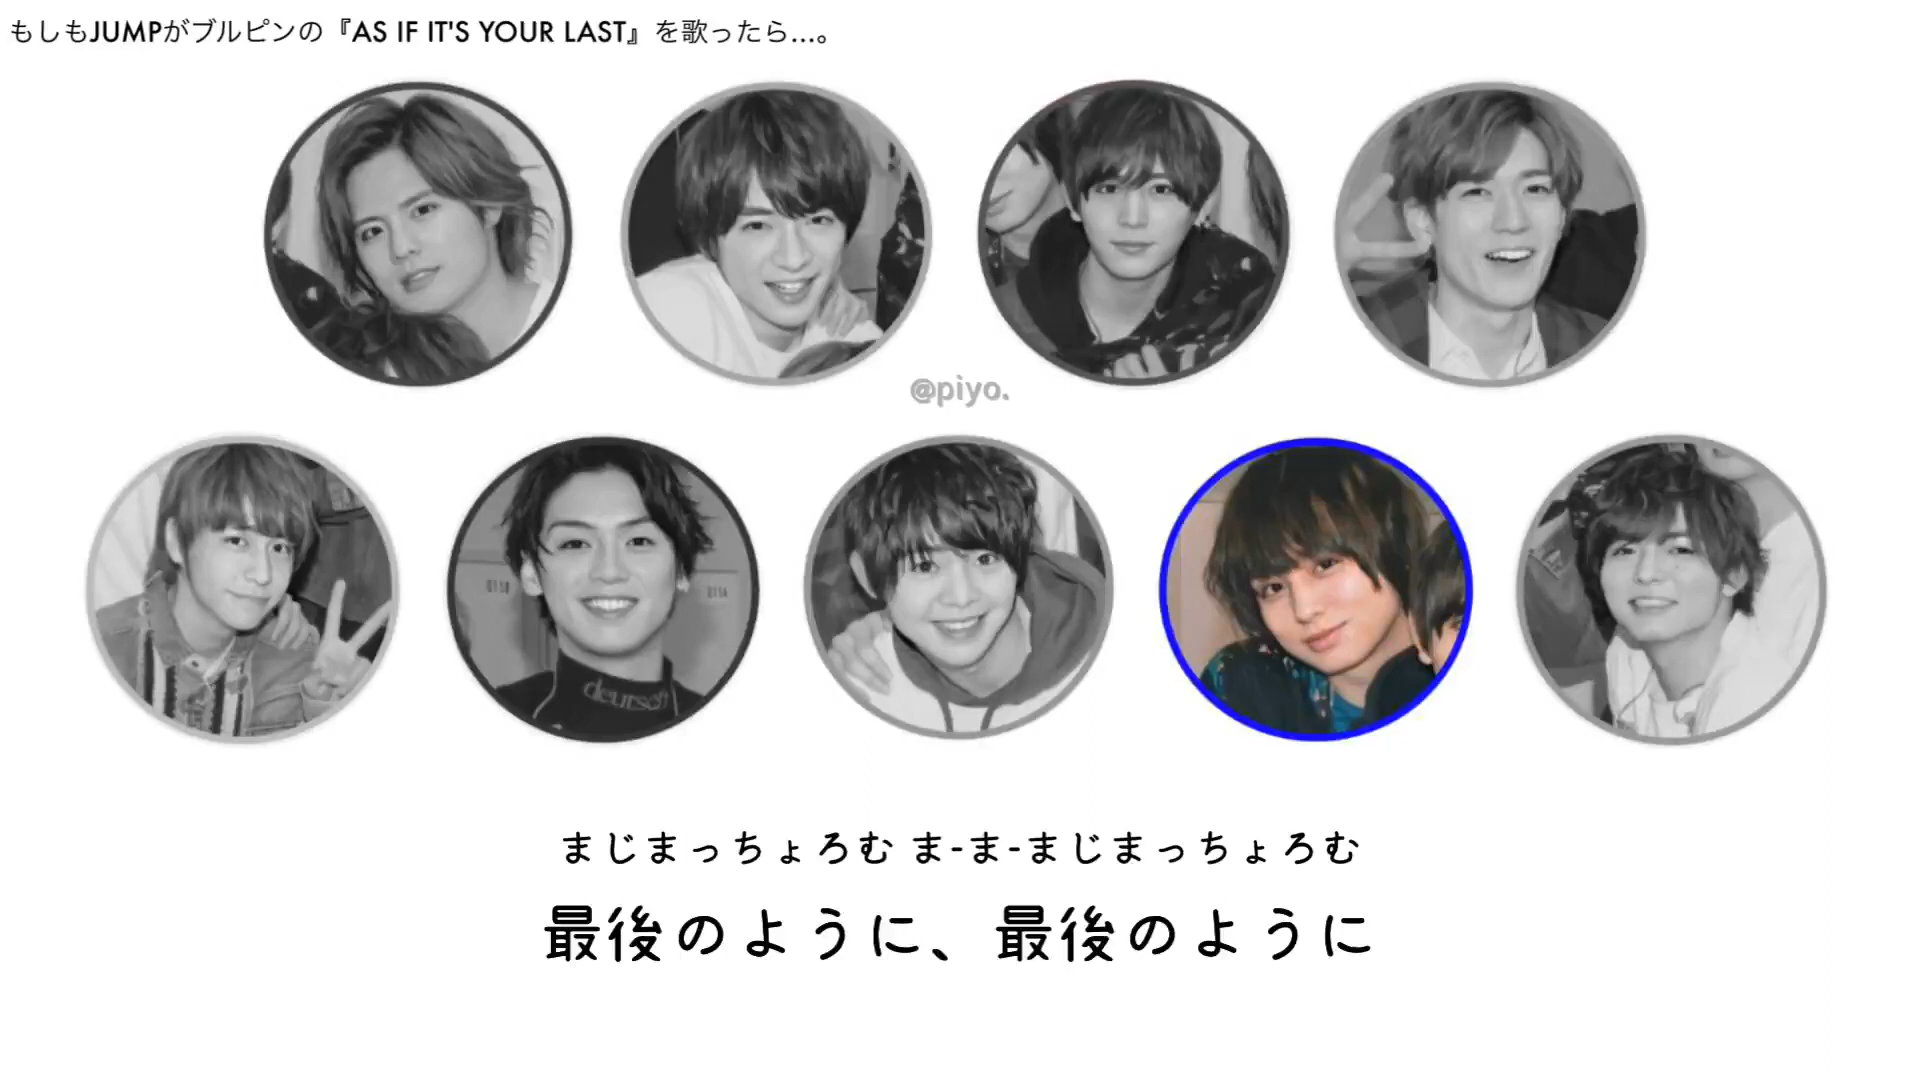 もしもJUMPがブルピンの『AS IF IT'S YOUR LAST』を歌ったら...。
@piyo.
deutsch
まじまっちょろむ ま-ま-まじまっちょろむ
最後のように、最後のように